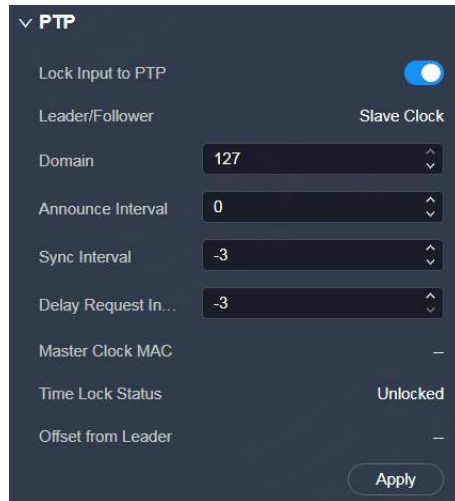 PTP
Lock Input to PTP
Leader/Follower Slave Clock
Domain 127
Announce Interval 0
Sync Interval -3
Delay Request In... -3
Master Clock MAC --
Time Lock Status Unlocked
Offset from Leader --
Apply